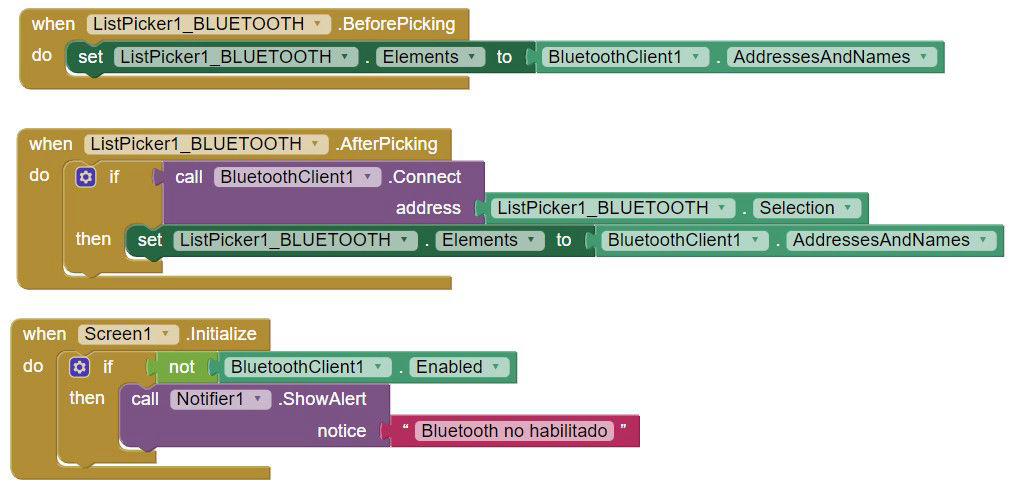 when ListPicker1_BLUETOOTH .BeforePicking
do set ListPicker1_BLUETOOTH . Elements to BluetoothClient1 . AddressesAndNames
when ListPicker1_BLUETOOTH .AfterPicking
do if call BluetoothClient1 .Connect
address ListPicker1_BLUETOOTH . Selection
then set ListPicker1_BLUETOOTH . Elements to BluetoothClient1 . AddressesAndNames
when Screen1 .Initialize
do if not BluetoothClient1 . Enabled
then call Notifier1 .ShowAlert
notice “ Bluetooth no habilitado ”